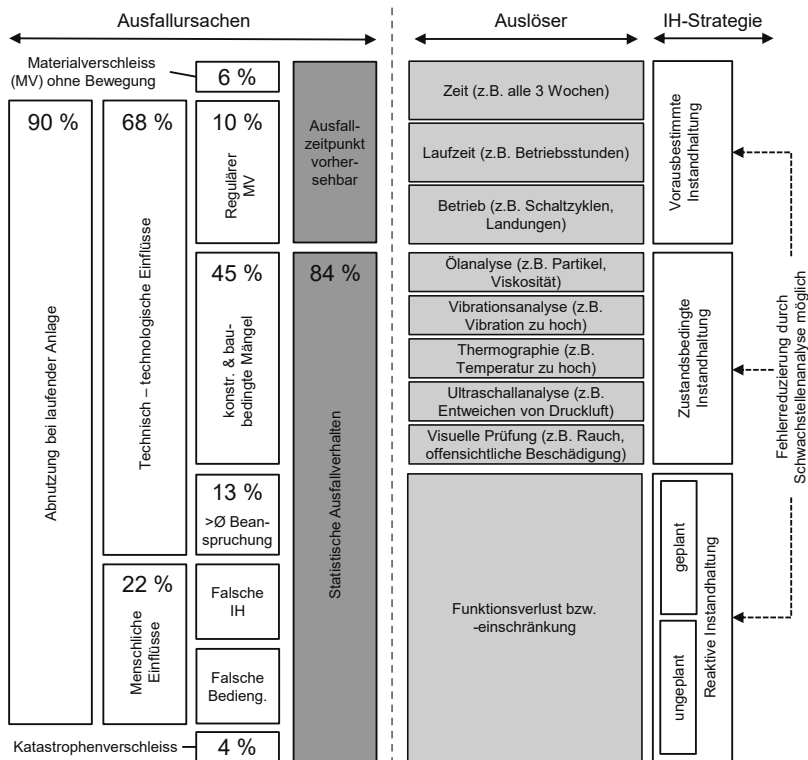 Ausfallursachen
Auslöser
IH-Strategie
Materialverschleiss
(MV) ohne Bewegung
6 %
90 %
Abnutzung bei laufender Anlage
68 %
Technisch – technologische Einflüsse
10 %
Regulärer
MV
45 %
konstr. & bau-
bedingte Mängel
13 %
>Ø Bean-
spruchung
22 %
Menschliche
Einflüsse
Falsche
IH
Falsche
Bedieng.
Katastrophenverschleiss
4 %
Ausfall-
zeitpunkt
vorher-
sehbar
84 %
Statistische Ausfallverhalten
Zeit (z.B. alle 3 Wochen)
Laufzeit (z.B. Betriebsstunden)
Betrieb (z.B. Schaltzyklen,
Landungen)
Ölanalyse (z.B. Partikel,
Viskosität)
Vibrationsanalyse (z.B.
Vibration zu hoch)
Thermographie (z.B.
Temperatur zu hoch)
Ultraschallanalyse (z.B.
Entweichen von Druckluft)
Visuelle Prüfung (z.B. Rauch,
offensichtliche Beschädigung)
Funktionsverlust bzw.
-einschränkung
Vorausbestimmte
Instandhaltung
Zustandsbedingte
Instandhaltung
geplant
ungeplant
Reaktive Instandhaltung
Fehlerreduzierung durch
Schwachstellenanalyse möglich